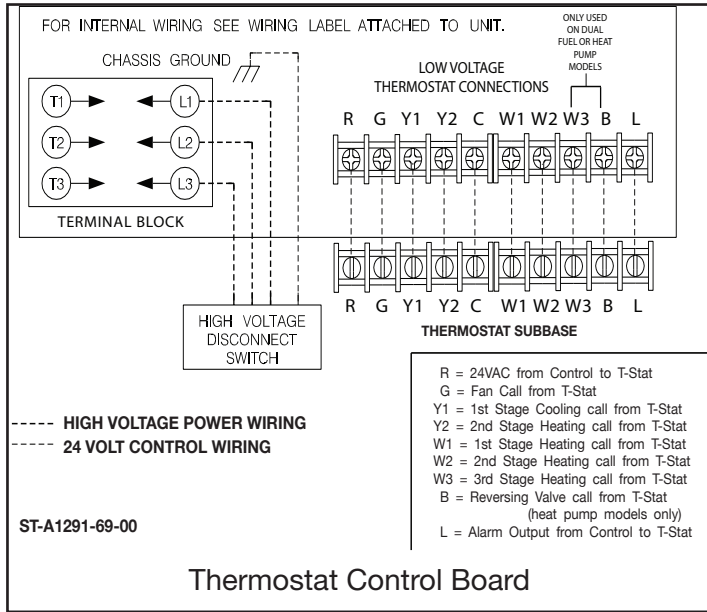 FOR INTERNAL WIRING SEE WIRING LABEL ATTACHED TO UNIT.
ONLY USED
ON DUAL
FUEL OR HEAT
PUMP
MODELS
CHASSIS GROUND
LOW VOLTAGE
THERMOSTAT CONNECTIONS
R G Y1 Y2 C W1 W2 W3 B L
T1 L1
T2 L2
T3 L3
TERMINAL BLOCK
R G Y1 Y2 C W1 W2 W3 B L
THERMOSTAT SUBBASE
HIGH VOLTAGE
DISCONNECT
SWITCH
---- HIGH VOLTAGE POWER WIRING
---- 24 VOLT CONTROL WIRING
R = 24VAC from Control to T-Stat
G = Fan Call from T-Stat
Y1 = 1st Stage Cooling call from T-Stat
Y2 = 2nd Stage Heating call from T-Stat
W1 = 1st Stage Heating call from T-Stat
W2 = 2nd Stage Heating call from T-Stat
W3 = 3rd Stage Heating call from T-Stat
B = Reversing Valve call from T-Stat
(heat pump models only)
L = Alarm Output from Control to T-Stat
ST-A1291-69-00
Thermostat Control Board